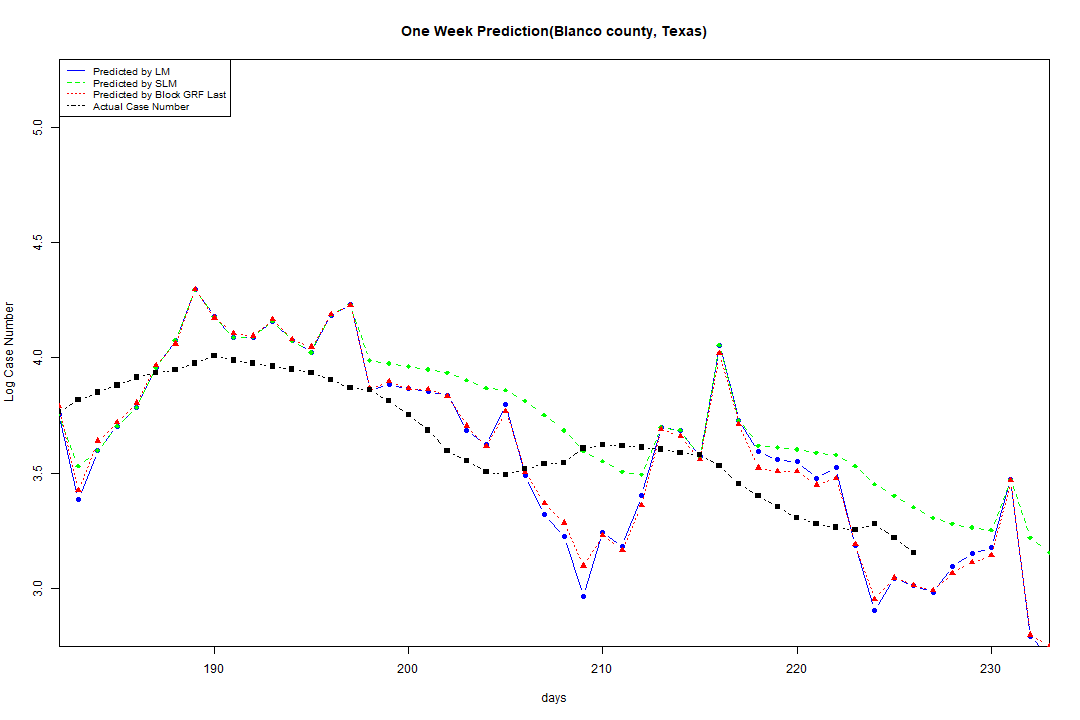 One Week Prediction(Blanco county, Texas)
Predicted by LM
Predicted by SLM
Predicted by Block GRF Last
Actual Case Number
5.0
4.5
4.0
3.5
3.0
Log Case Number
190
200
210
220
230
days